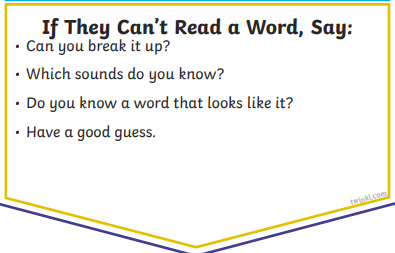 If They Can't Read a Word, Say:
• Can you break it up?
• Which sounds do you know?
• Do you know a word that looks like it?
• Have a good guess.
twinkl.com